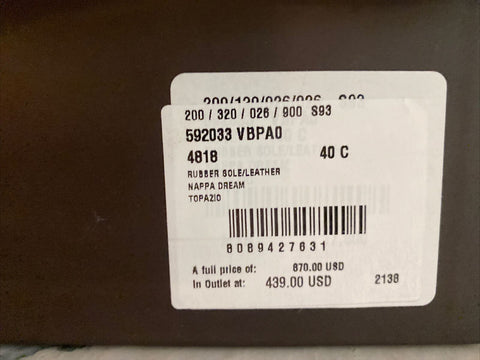 200 / 320 / 026 / 900 S93
592033 VBPA0
4818 40 C
RUBBER SOLE/LEATHER
NAPPA DREAM
TOPAZIO
8089427631
A full price of: 870.00 USD
In Outlet at: 439.00 USD 2138